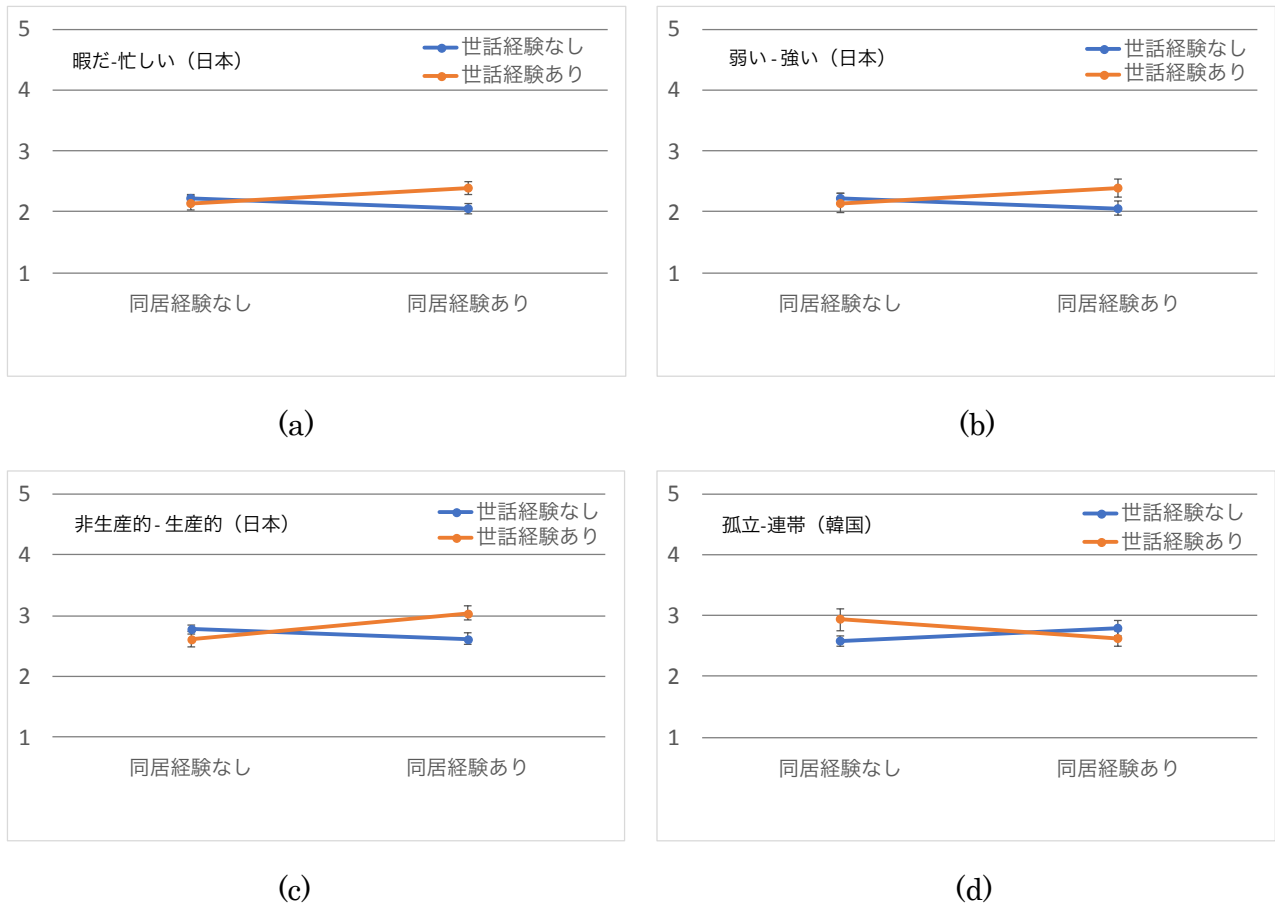 5
暇だ-忙しい（日本）
世話経験なし
世話経験あり
4
3
2
1
同居経験なし
同居経験あり
(a)
5
弱い - 強い（日本）
世話経験なし
世話経験あり
4
3
2
1
同居経験なし
同居経験あり
(b)
5
非生産的 - 生産的（日本）
世話経験なし
世話経験あり
4
3
2
1
同居経験なし
同居経験あり
(c)
5
孤立-連帯（韓国）
世話経験なし
世話経験あり
4
3
2
1
同居経験なし
同居経験あり
(d)